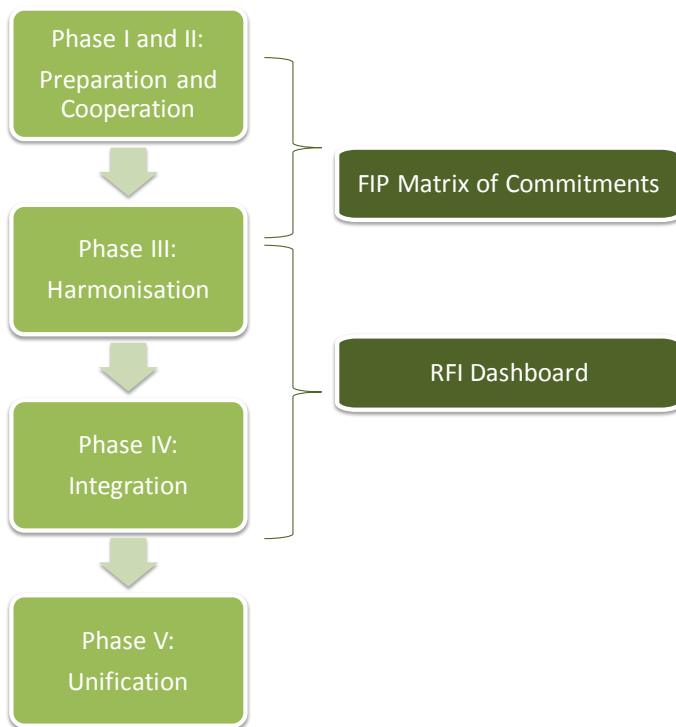 Phase I and II:
Preparation and
Cooperation
FIP Matrix of Commitments
Phase III:
Harmonisation
RFI Dashboard
Phase IV:
Integration
Phase V:
Unification